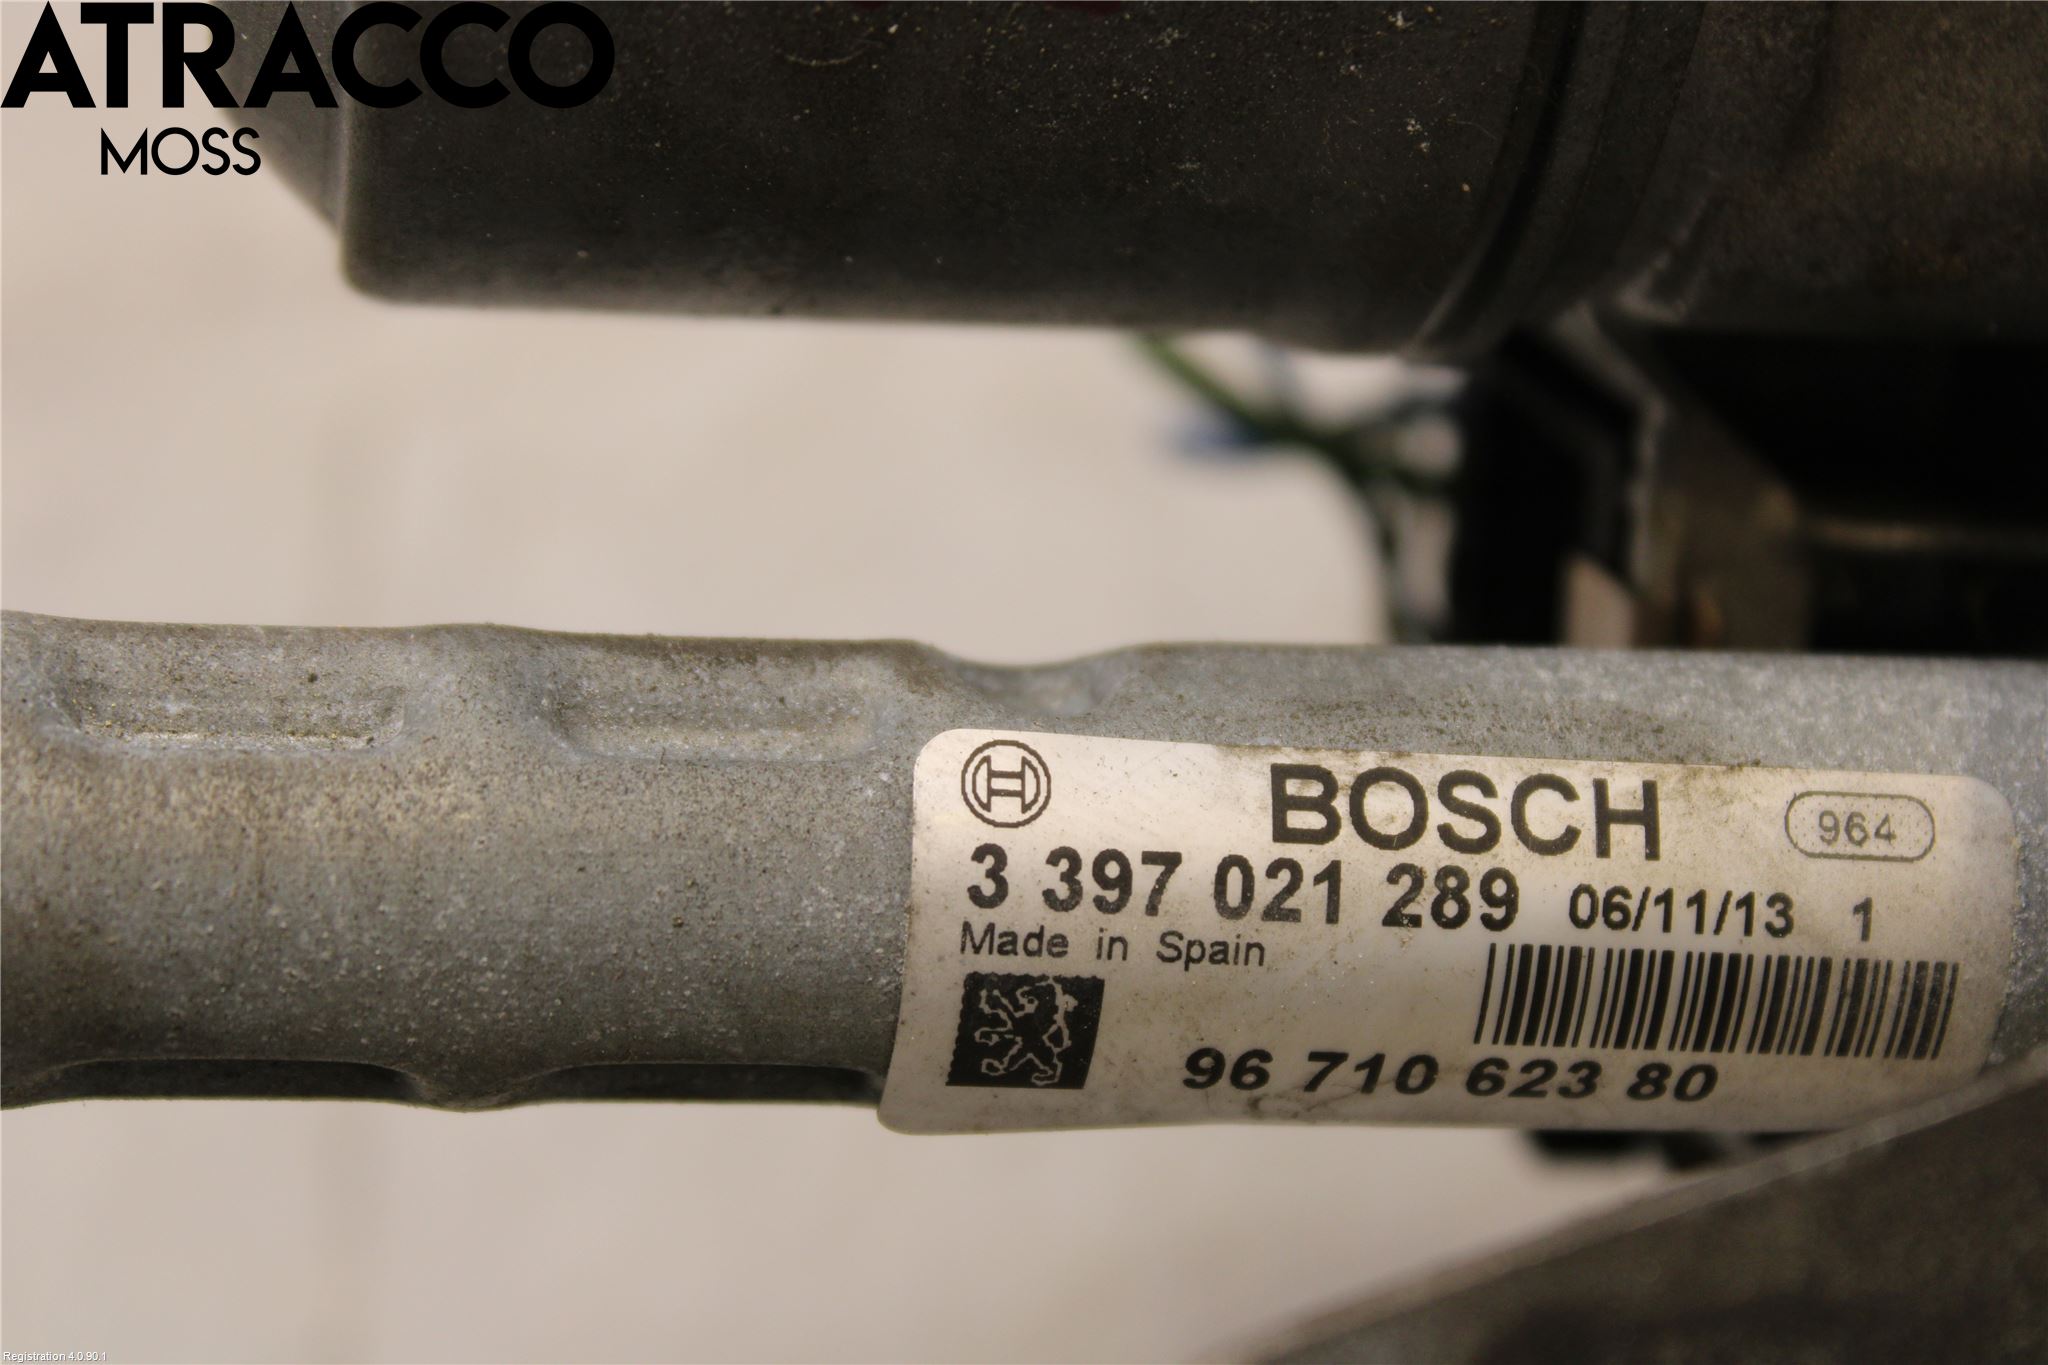 ATRACCO
MOSS
BOSCH 964
3 397 021 289 06/11/13 1
Made in Spain
96 710 623 80
Registration 4.0.90.1